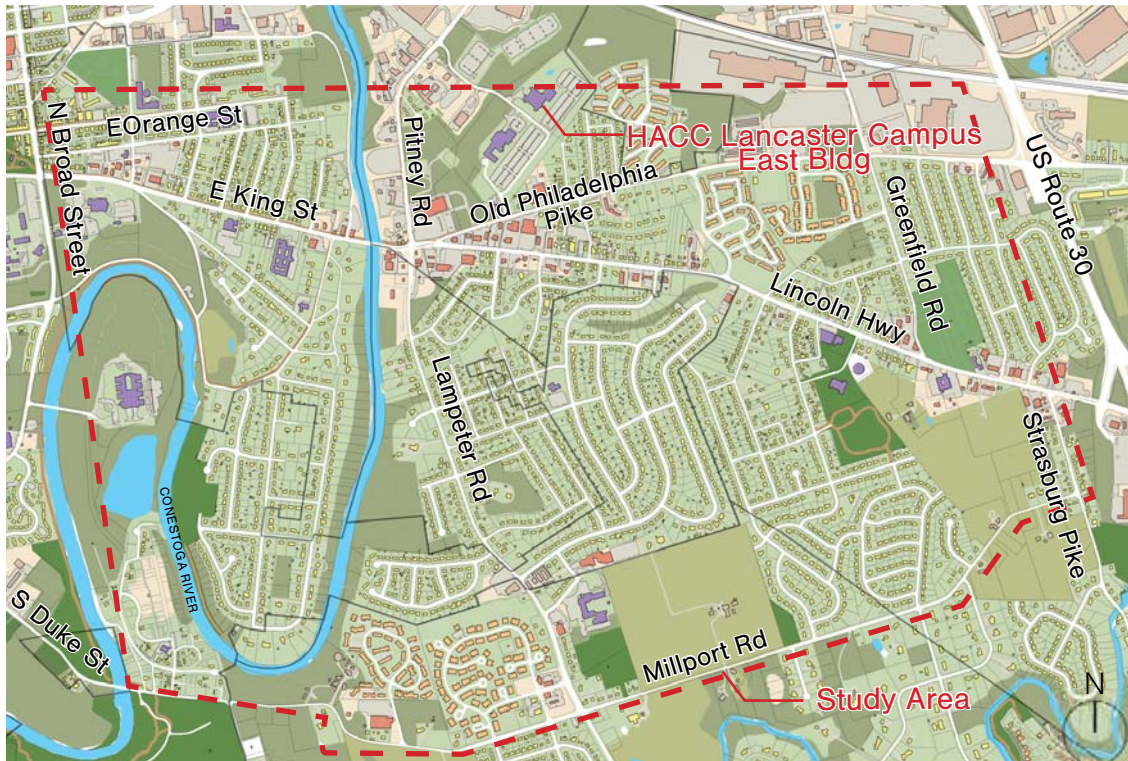 N Broad Street
EOrange St
E King St
Pitney Rd
HACC Lancaster Campus
East Bldg
Old Philadelphia
Pike
US Route 30
Greenfield Rd
Lincoln Hwy
Lampeter Rd
Strasburg Pike
CONESTOGA RIVER
S Duke St
Millport Rd
Study Area
N